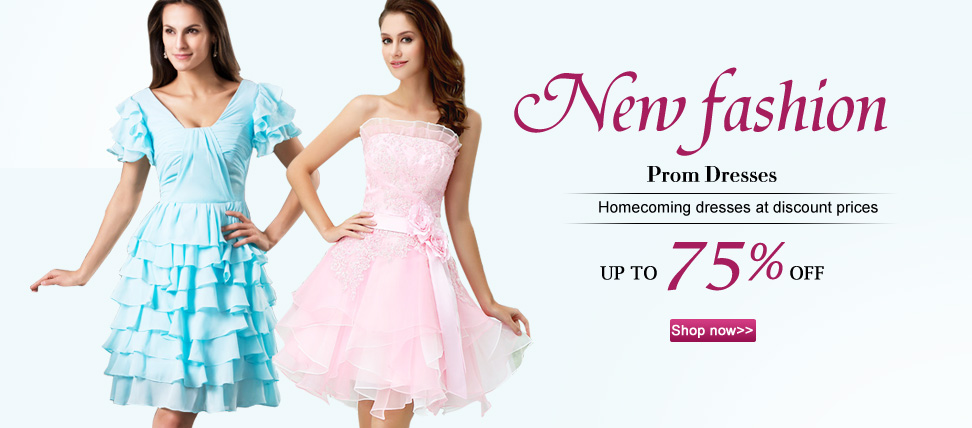 New fashion
Prom Dresses
Homecoming dresses at discount prices
UP TO 75% OFF
Shop now>>